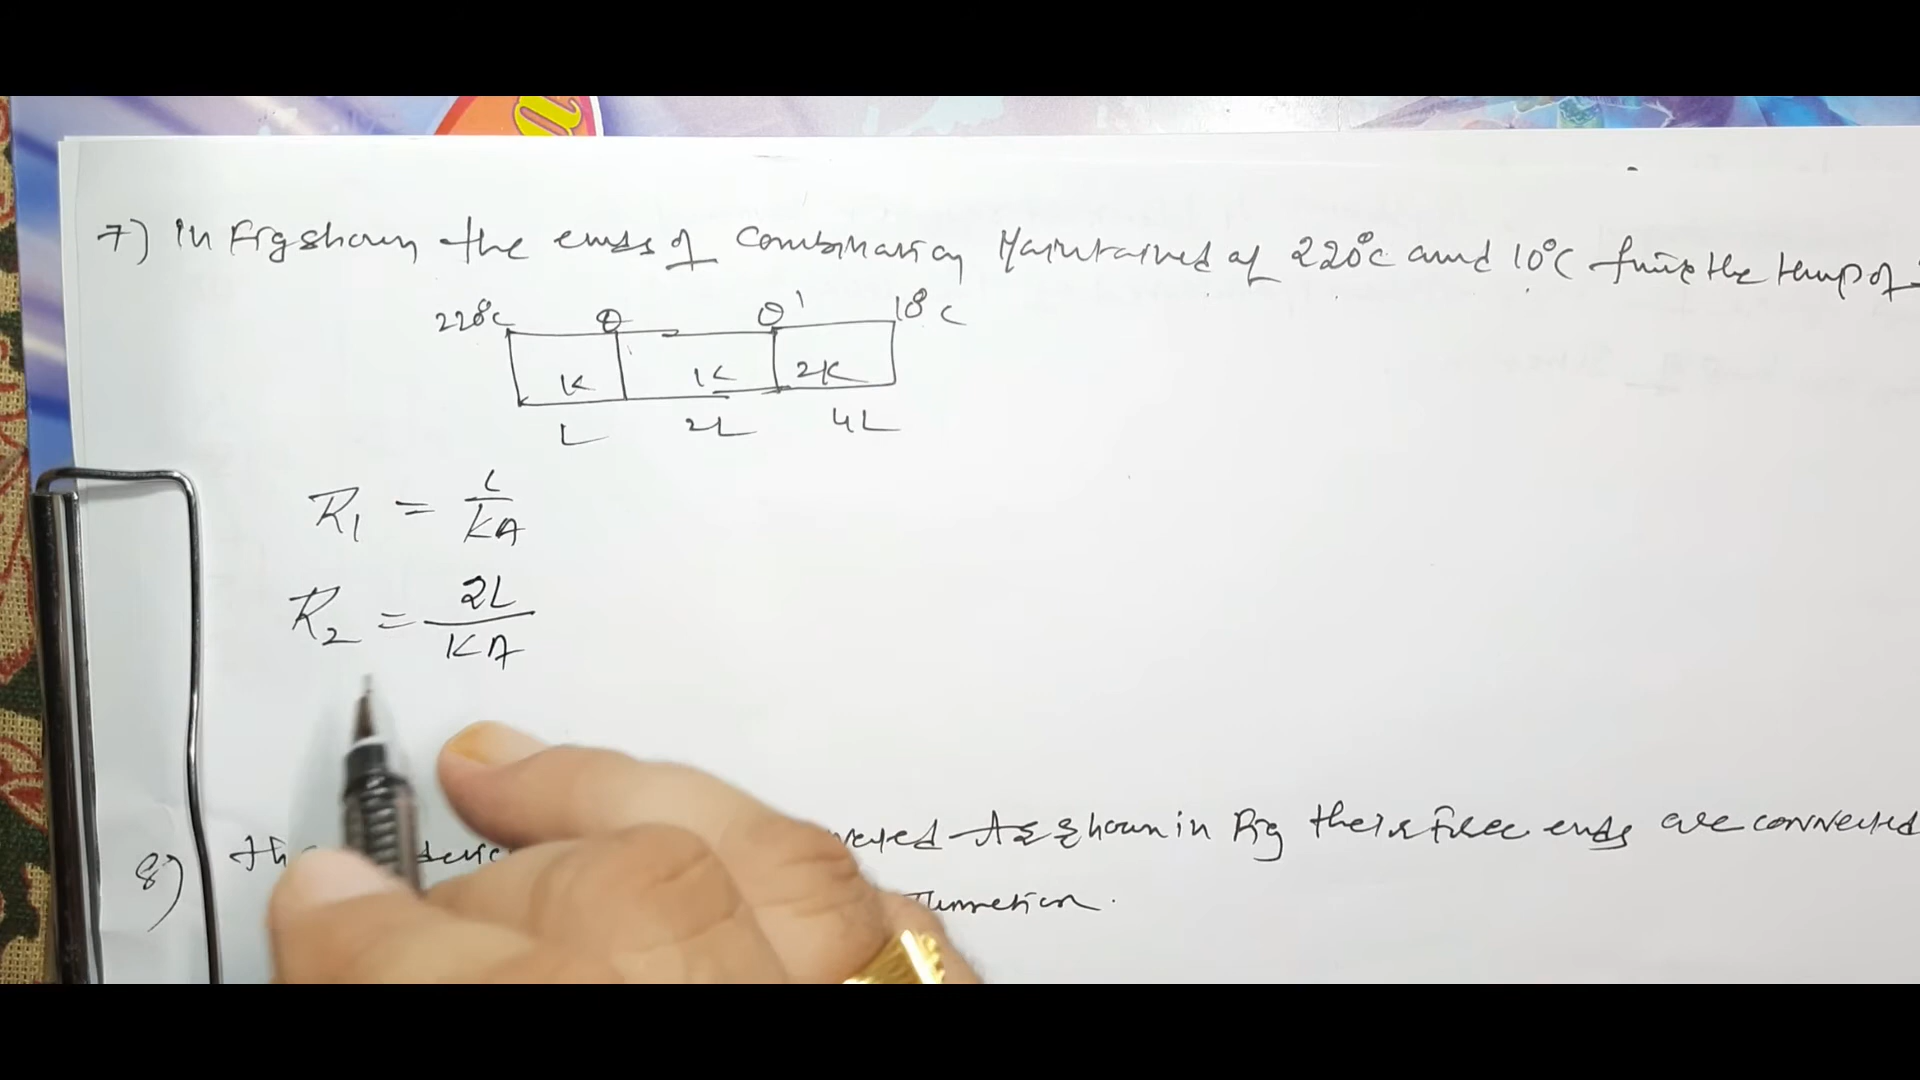 7) in Fig shown the ends of combination Maintained at 220°C and 10°C find the temp of
220°C θ θ' 10°C
K K 2K
L 2L 4L
R1 = L/KA
R2 = 2L/KA
8) As shown in Fig their free ends are connected